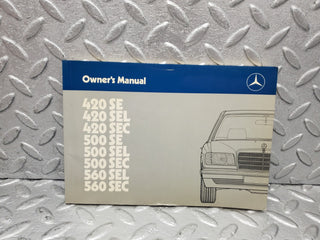 Owner's Manual
420 SE
420 SEL
420 SEC
500 SE
500 SEL
500 SEC
560 SEL
560 SEC